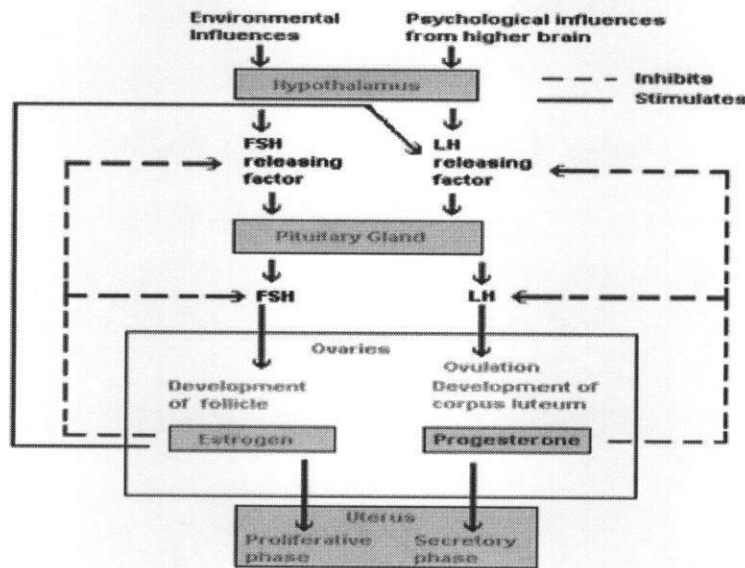 Environmental
Influences
Psychological influences
from higher brain
Hypothalamus
Inhibits
Stimulates
FSH
releasing
factor
LH
releasing
factor
Pituifary Gland
FSH
LH
Ovaries
Development
of follicle
Ovulation
Development of
corpus luteum
Estrogen
Progesterone
Uterus
Proliferative
phase
Secretory
phase